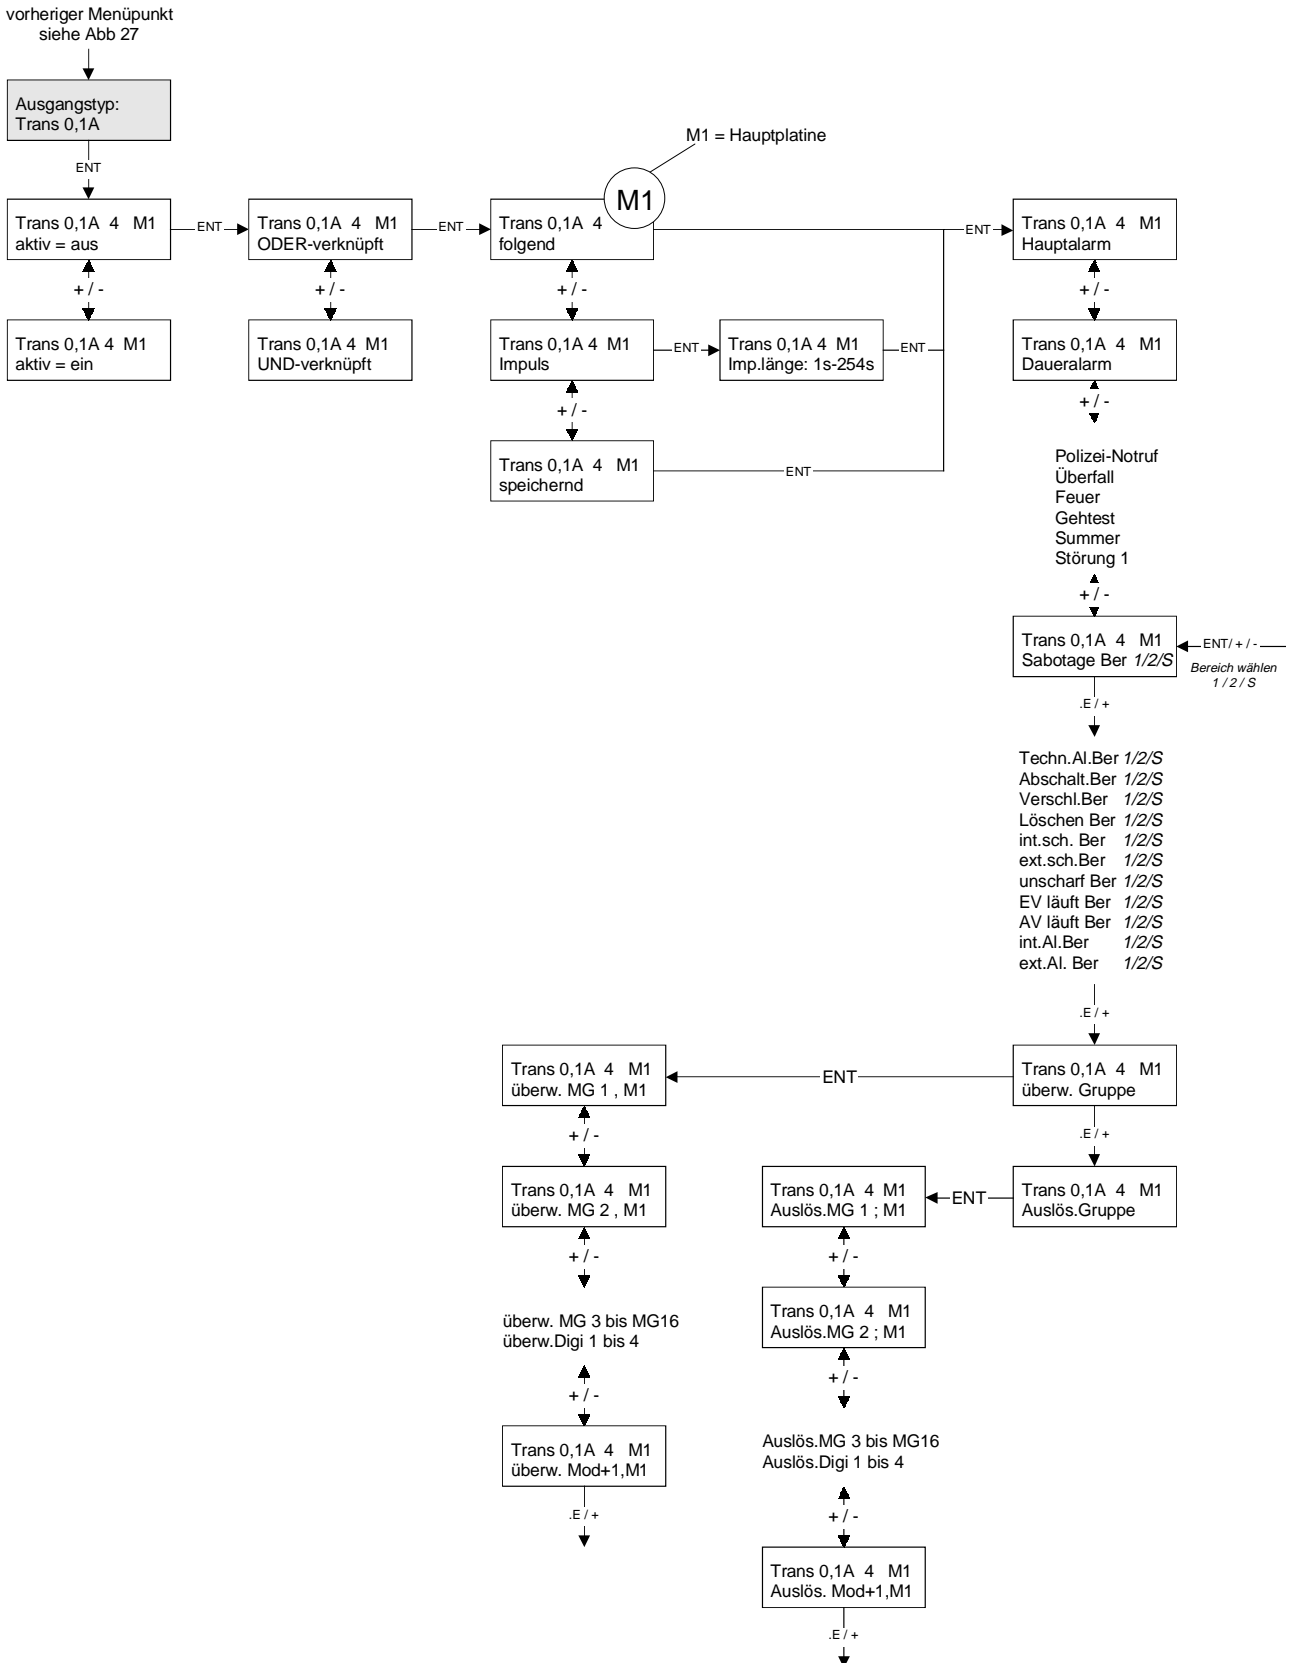 vorheriger Menüpunkt
siehe Abb 27
Ausgangstyp:
Trans 0,1A
M1 = Hauptplatine
ENT
M1
Trans 0,1A 4 M1
aktiv = aus
ENT
Trans 0,1A 4 M1
ODER-verknüpft
ENT
Trans 0,1A 4
folgend
ENT
Trans 0,1A 4 M1
Hauptalarm
+ / -
+ / -
+ / -
+ / -
Trans 0,1A 4 M1
aktiv = ein
Trans 0,1A 4 M1
UND-verknüpft
Trans 0,1A 4 M1
Impuls
ENT
Trans 0,1A 4 M1
Imp.länge: 1s-254s
ENT
Trans 0,1A 4 M1
Daueralarm
+ / -
+ / -
Trans 0,1A 4 M1
speichernd
ENT
Polizei-Notruf
Überfall
Feuer
Gehtest
Summer
Störung 1
+ / -
Trans 0,1A 4 M1
Sabotage Ber 1/2/S
ENT/ + / -
Bereich wählen
1 / 2 / S
.E / +
Techn.Al.Ber 1/2/S
Abschalt.Ber 1/2/S
Verschl.Ber 1/2/S
Löschen Ber 1/2/S
int.sch. Ber 1/2/S
ext.sch.Ber 1/2/S
unscharf Ber 1/2/S
EV läuft Ber 1/2/S
AV läuft Ber 1/2/S
int.Al.Ber 1/2/S
ext.Al. Ber 1/2/S
.E / +
Trans 0,1A 4 M1
überw. MG 1 , M1
ENT
Trans 0,1A 4 M1
überw. Gruppe
+ / -
.E / +
Trans 0,1A 4 M1
überw. MG 2 , M1
Trans 0,1A 4 M1
Auslös.MG 1 ; M1
ENT
Trans 0,1A 4 M1
Auslös.Gruppe
+ / -
+ / -
überw. MG 3 bis MG16
überw.Digi 1 bis 4
Trans 0,1A 4 M1
Auslös.MG 2 ; M1
+ / -
+ / -
Trans 0,1A 4 M1
überw. Mod+1,M1
Auslös.MG 3 bis MG16
Auslös.Digi 1 bis 4
.E / +
+ / -
Trans 0,1A 4 M1
Auslös. Mod+1,M1
.E / +